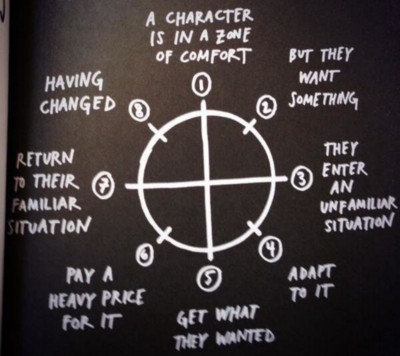 A CHARACTER
IS IN A ZONE
OF COMFORT
1
BUT THEY
WANT
SOMETHING
2
THEY
ENTER
AN
UNFAMILIAR
SITUATION
3
ADAPT
TO IT
4
GET WHAT
THEY WANTED
5
PAY A
HEAVY PRICE
FOR IT
6
RETURN
TO THEIR
FAMILIAR
SITUATION
7
HAVING
CHANGED
8